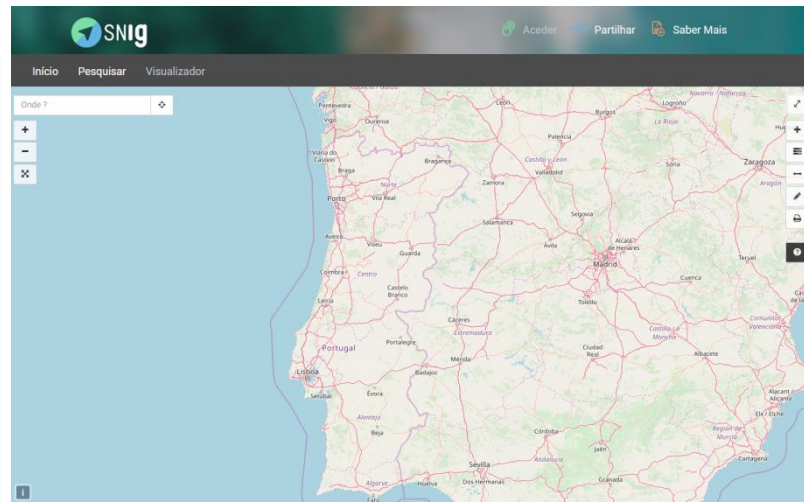 SNIg
Aceder
Partilhar
Saber Mais
Início
Pesquisar
Visualizador
Onde ?
Pontevedra
León
Burgos
Logroño
Navarra / Nafarroa
Vigo
Ourense
La Rioja
Palencia
Viana do
Castelo
Bragança
Castilla y León
Valladolid
Soria
Zaragoza
Braga
Norte
Zamora
Aragón
Porto
Vila Real
Salamanca
Segovia
Aveiro
Viseu
Guarda
Ávila
Alcalá
de Henares
Madrid
Teruel
Coimbra
Centro
Cuenca
Castelo
Branco
Toledo
Leiria
Cáceres
Extremadura
Castilla-La
Mancha
Comunitat
Valenciana
Portugal
Portalegre
Ciudad
Real
Albacete
Mérida
Lisboa
Badajoz
Setúbal
Évora
Alacant /
Alicante
Alentejo
Elx / Elche
Beja
Córdoba
Región de
Murcia
Jaén
Sevilla
Andalucía
Cartagena
Algarve
Huelva
Dos Hermanas
Granada
Faro